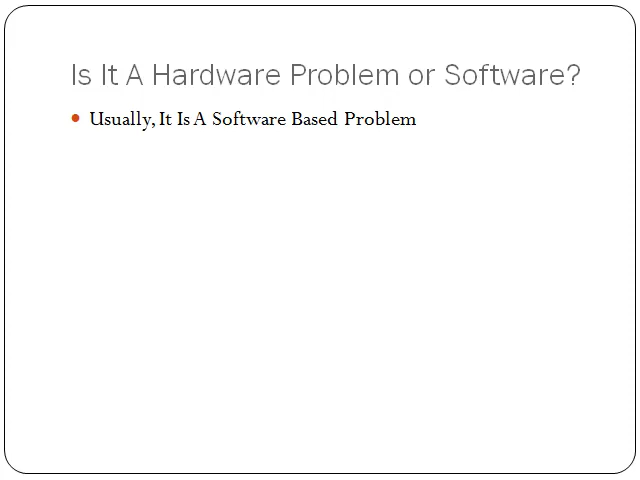 Is It A Hardware Problem or Software?
Usually, It Is A Software Based Problem